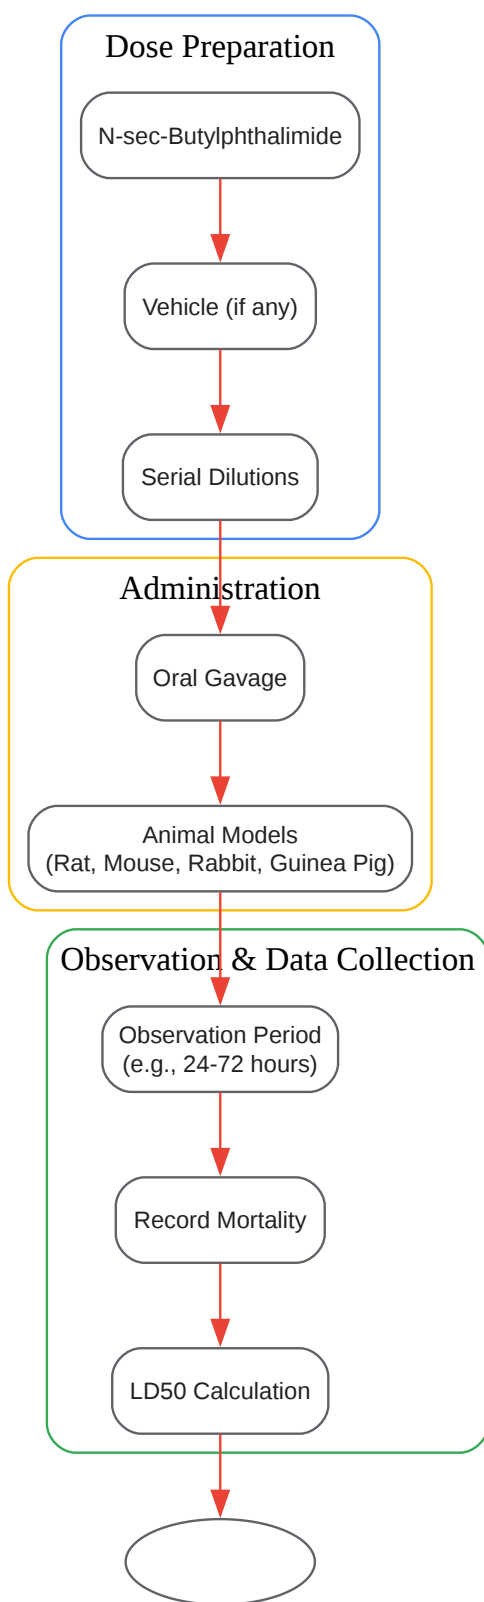 Dose Preparation
N-sec-Butylphthalimide
Vehicle (if any)
Serial Dilutions
Administration
Oral Gavage
Animal Models
(Rat, Mouse, Rabbit, Guinea Pig)
Observation & Data Collection
Observation Period
(e.g., 24-72 hours)
Record Mortality
LD50 Calculation